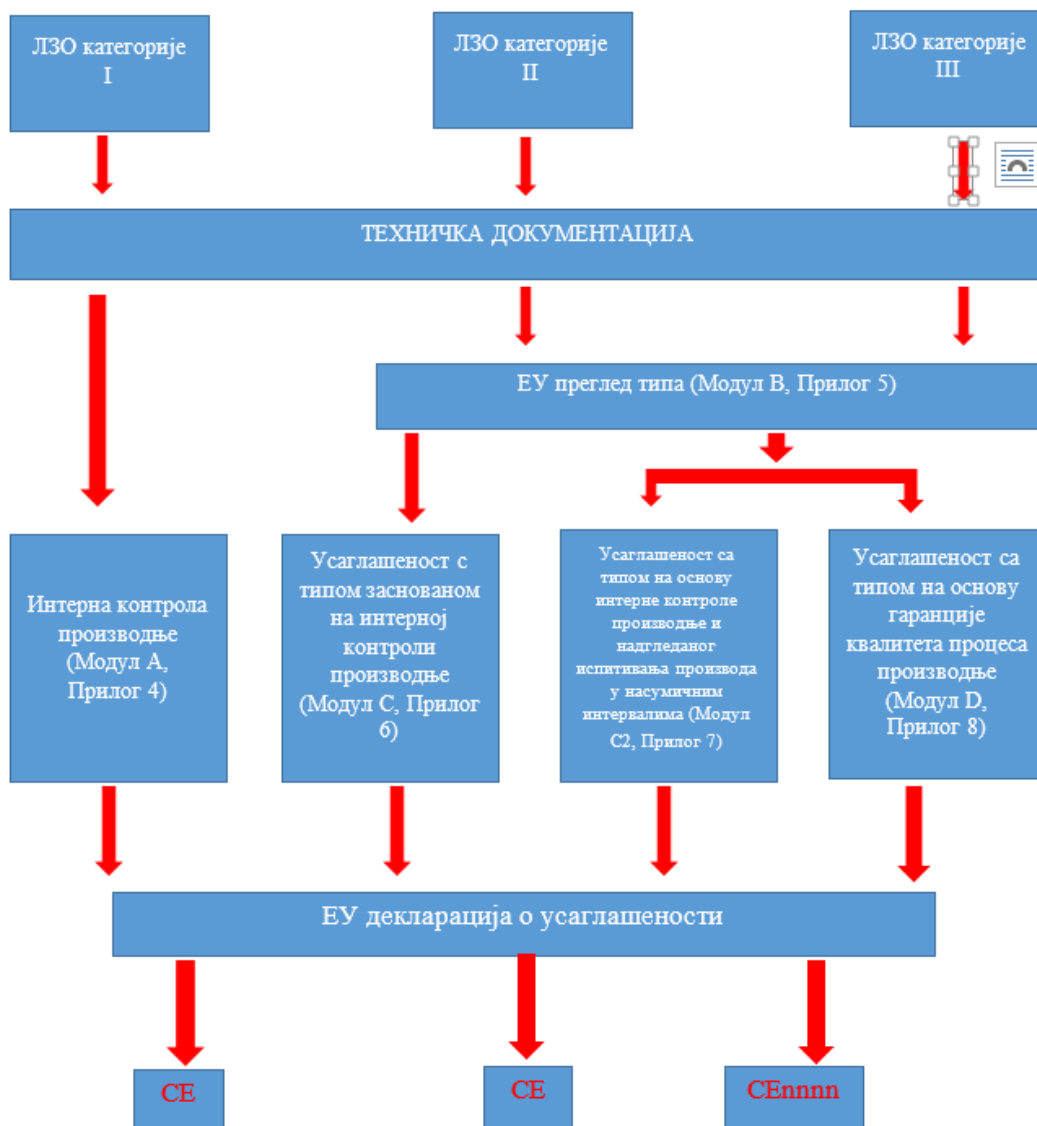 ЛЗО категорије
I
ЛЗО категорије
II
ЛЗО категорије
III
ТЕХНИЧКА ДОКУМЕНТАЦИЈА
ЕУ преглед типа (Модул B, Прилог 5)
Интерна контрола
производње
(Модул А,
Прилог 4)
Усаглашеност с
типом заснованом
на интерној
контроли
производње
(Модул C, Прилог
6)
Усаглашеност са
типом на основу
интерне контроле
производње и
надгледаног
испитивања производа
у насумичним
интервалима (Модул
C2, Прилог 7)
Усаглашеност са
типом на основу
гаранције
квалитета процеса
производње
(Модул D,
Прилог 8)
ЕУ декларација о усаглашености
CE
CE
CEnnnn